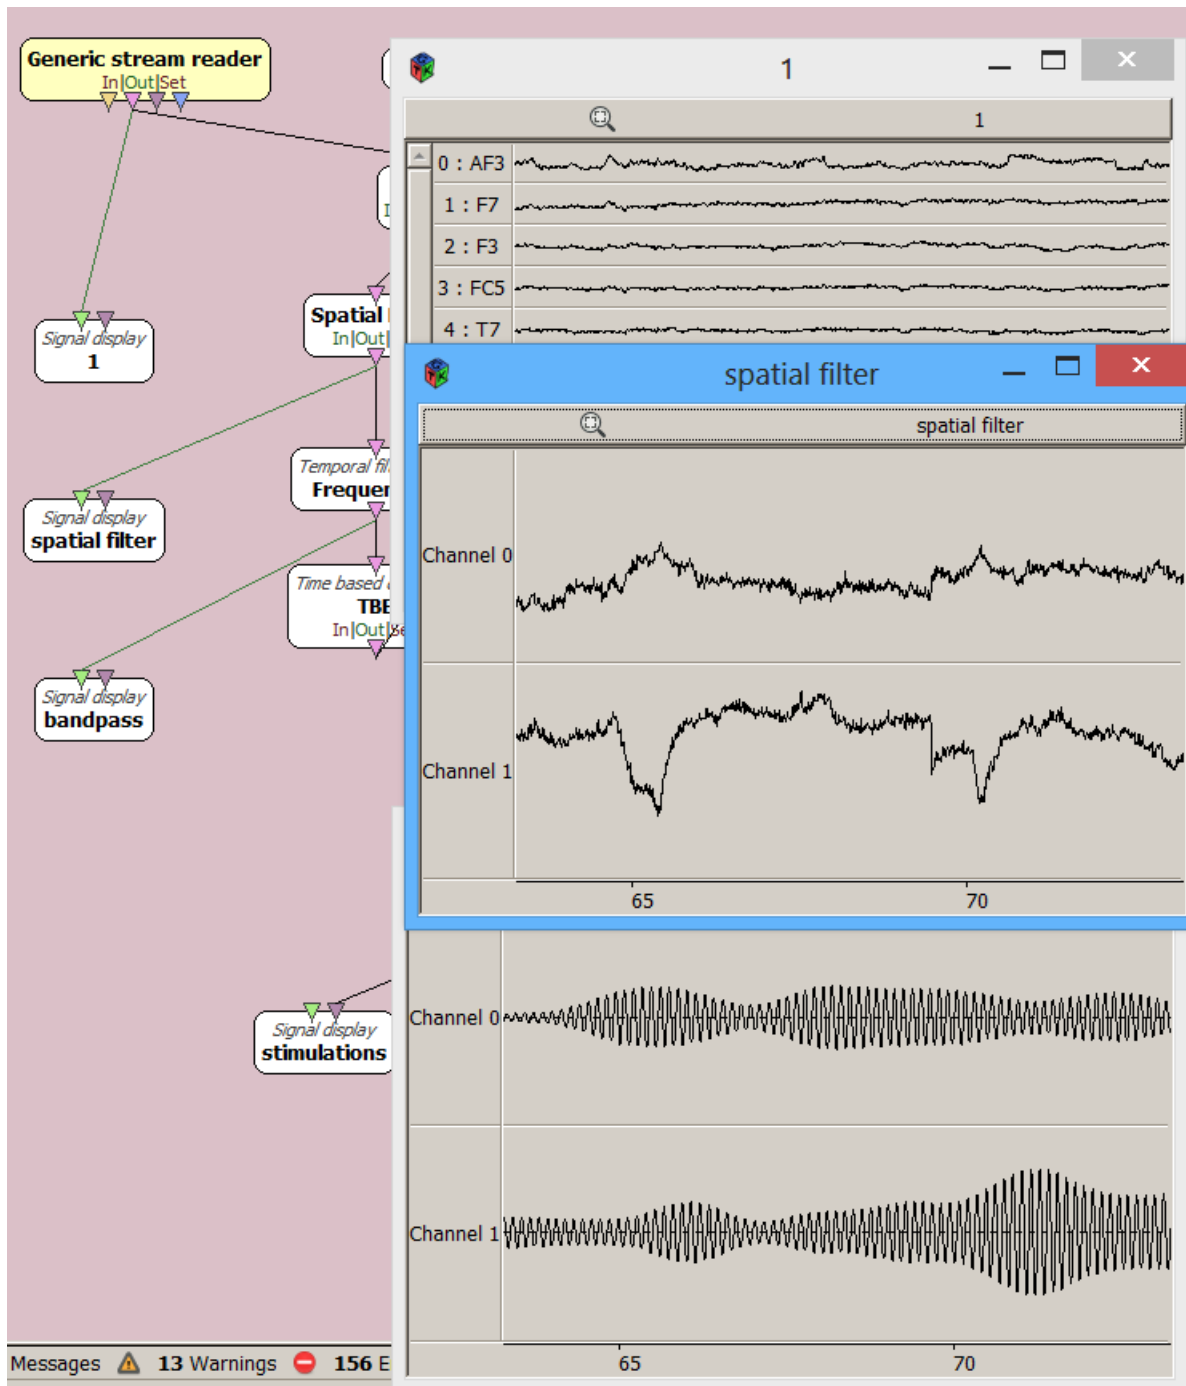 Generic stream reader
In|Out|Set
Signal display
1
Spatial
In|Out|
Signal display
spatial filter
Temporal
Time based
In|Out|Se
Signal display
bandpass
Signal display
stimulations
Messages 13 Warnings 156 E
1
1
0 : AF3
1 : F7
2 : F3
3 : FC5
4 : T7
spatial filter
spatial filter
Channel 0
Channel 1
65 70
Channel 0
Channel 1
65 70